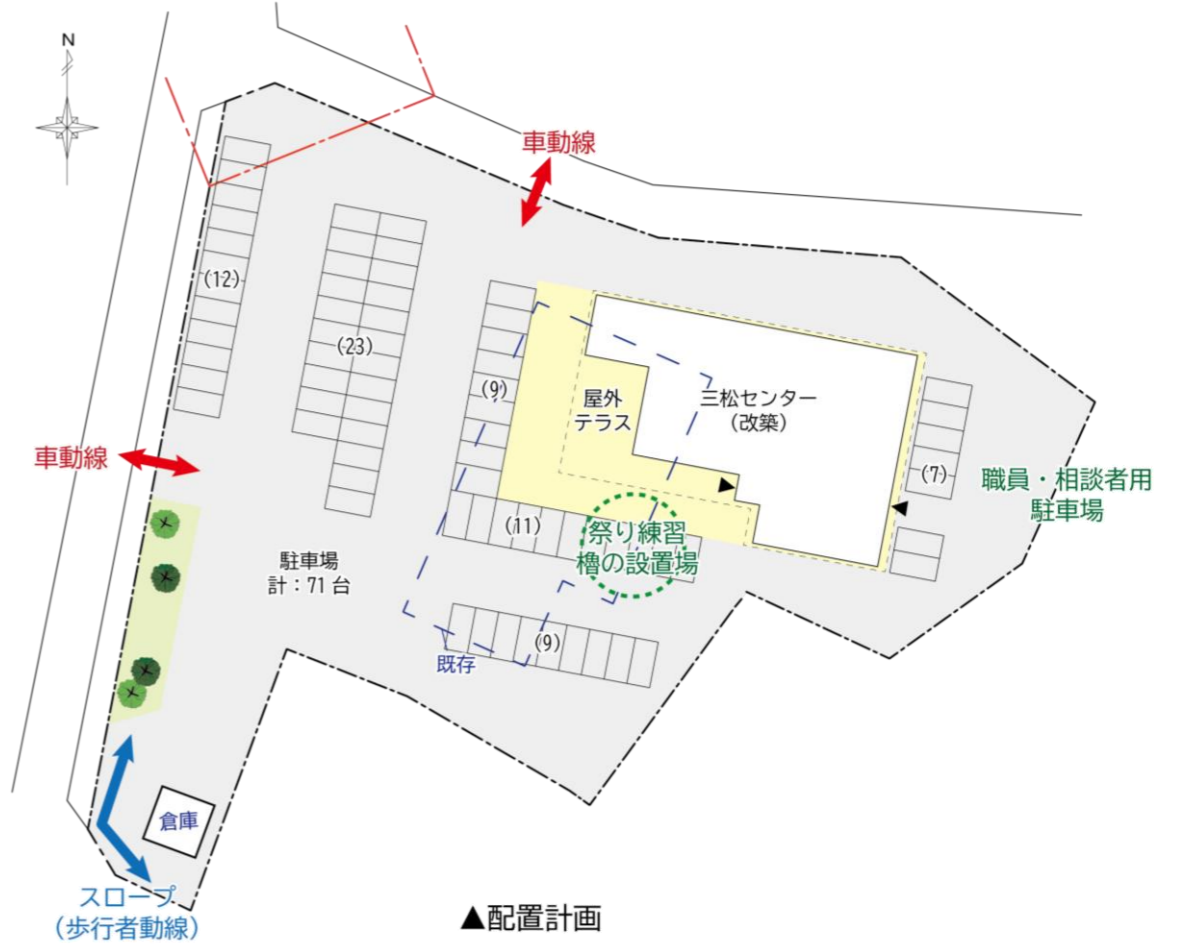 N
車動線
(12)
(23)
(9)
屋外
テラス
三松センター
(改築)
(7)
職員・相談者用
駐車場
車動線
(11)
祭り練習
櫓の設置場
駐車場
計：71 台
(9)
既存
倉庫
スロープ
(歩行者動線)
▲配置計画